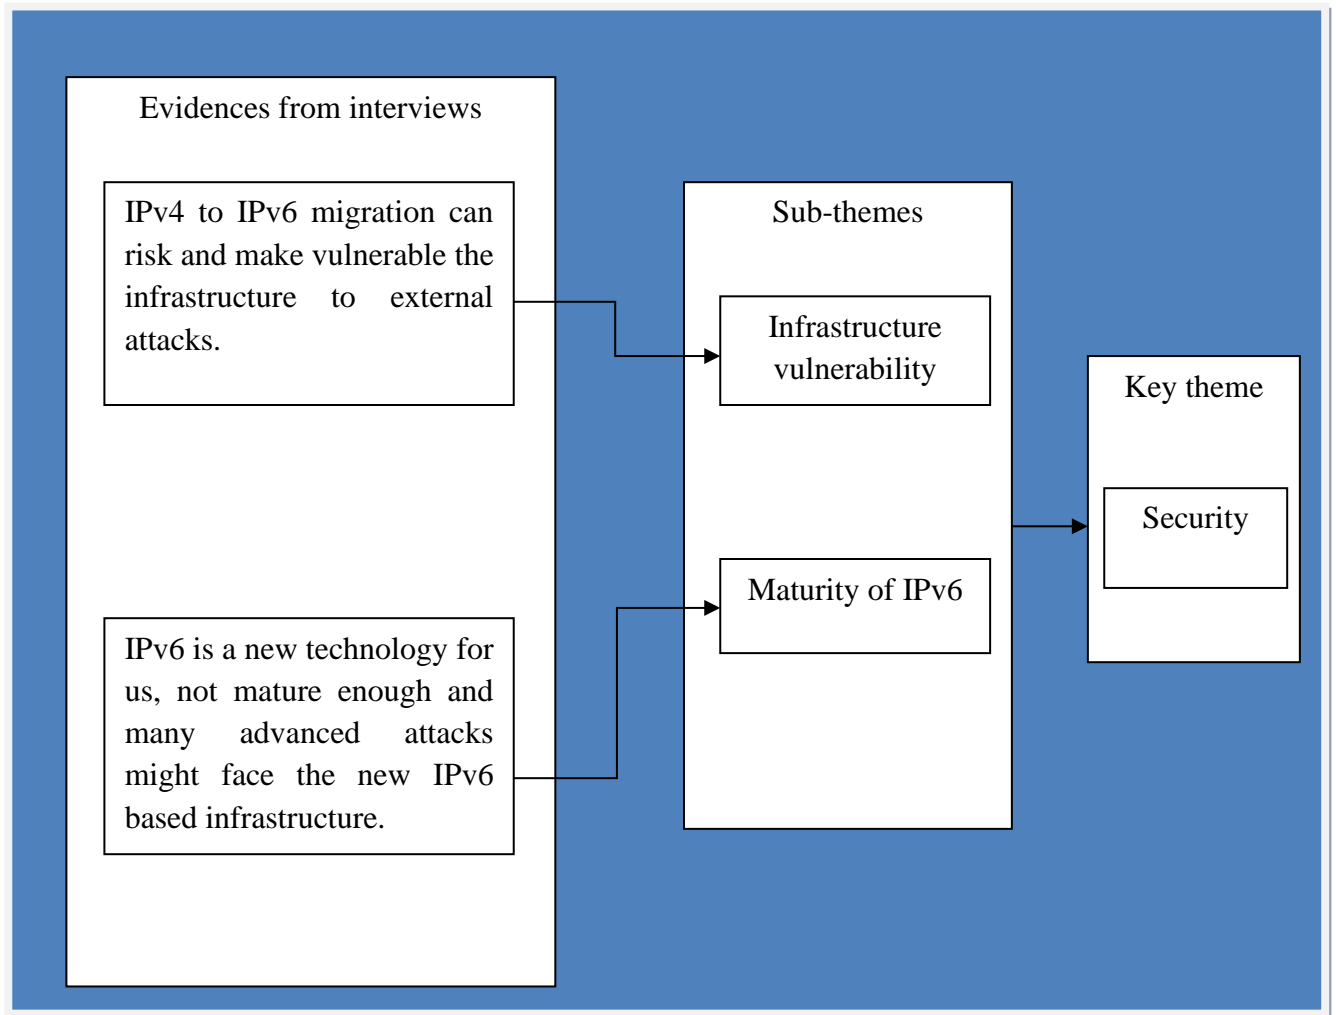 Evidences from interviews
IPv4 to IPv6 migration can
risk and make vulnerable the
infrastructure to external
attacks.
IPv6 is a new technology for
us, not mature enough and
many advanced attacks
might face the new IPv6
based infrastructure.
Sub-themes
Infrastructure
vulnerability
Maturity of IPv6
Key theme
Security